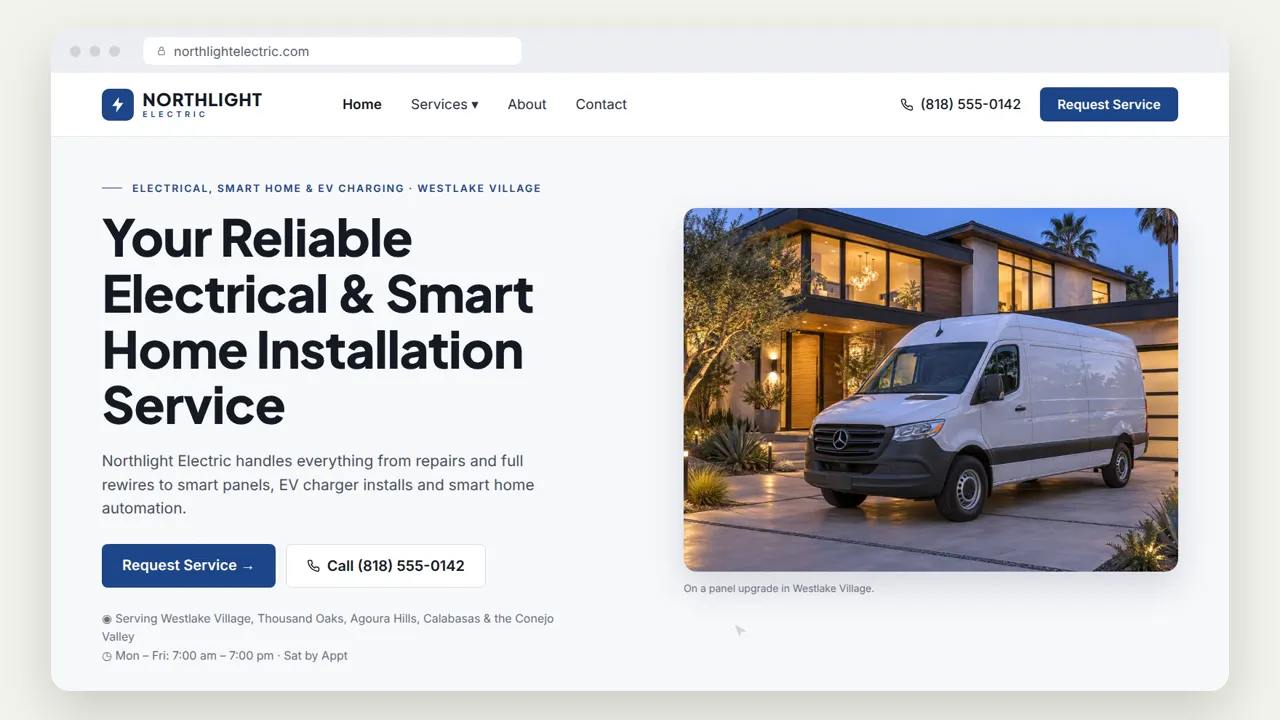 northlightelectric.com
NORTHLIGHT
ELECTRIC
Home
Services ▾
About
Contact
(818) 555-0142
Request Service
ELECTRICAL, SMART HOME & EV CHARGING · WESTLAKE VILLAGE
Your Reliable
Electrical & Smart
Home Installation
Service
Northlight Electric handles everything from repairs and full
rewires to smart panels, EV charger installs and smart home
automation.
Request Service →
Call (818) 555-0142
◉ Serving Westlake Village, Thousand Oaks, Agoura Hills, Calabasas & the Conejo
Valley
◷ Mon – Fri: 7:00 am – 7:00 pm · Sat by Appt
On a panel upgrade in Westlake Village.